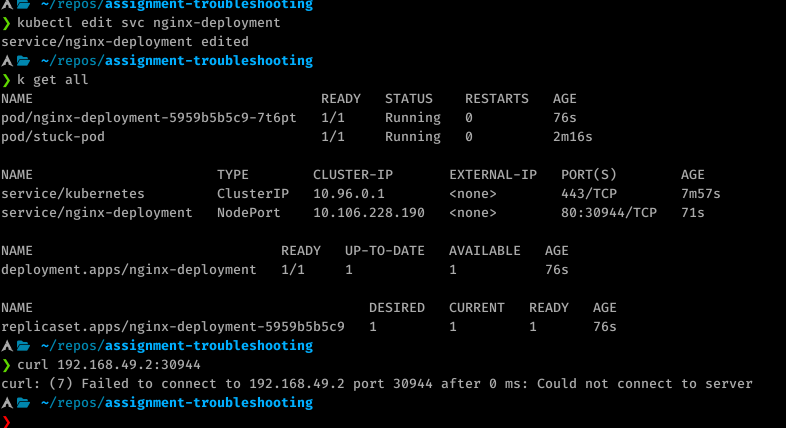 ~/repos/assignment-troubleshooting
❯ kubectl edit svc nginx-deployment
service/nginx-deployment edited
~/repos/assignment-troubleshooting
❯ k get all
NAME READY STATUS RESTARTS AGE
pod/nginx-deployment-5959b5b5c9-7t6pt 1/1 Running 0 76s
pod/stuck-pod 1/1 Running 0 2m16s
NAME TYPE CLUSTER-IP EXTERNAL-IP PORT(S) AGE
service/kubernetes ClusterIP 10.96.0.1 <none> 443/TCP 7m57s
service/nginx-deployment NodePort 10.106.228.190 <none> 80:30944/TCP 71s
NAME READY UP-TO-DATE AVAILABLE AGE
deployment.apps/nginx-deployment 1/1 1 1 76s
NAME DESIRED CURRENT READY AGE
replicaset.apps/nginx-deployment-5959b5b5c9 1 1 1 76s
~/repos/assignment-troubleshooting
❯ curl 192.168.49.2:30944
curl: (7) Failed to connect to 192.168.49.2 port 30944 after 0 ms: Could not connect to server
~/repos/assignment-troubleshooting
❯